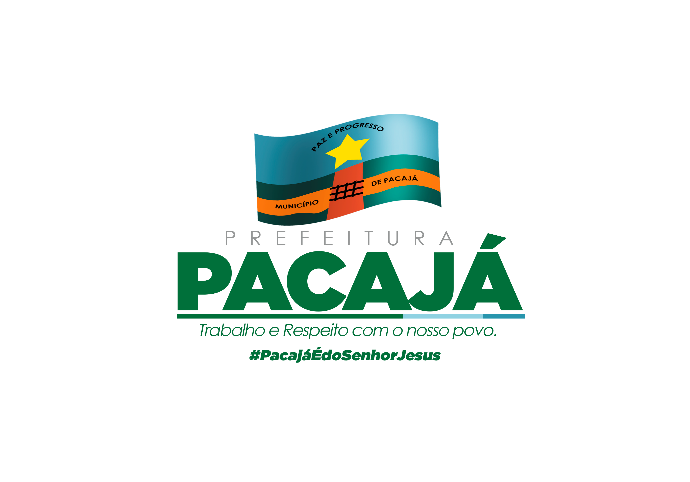 PAZ E PROGRESSO
MUNICÍPIO DE PACAJÁ
PREFEITURA
PACAJÁ
Trabalho e Respeito com o nosso povo.
#PacajáÉdoSenhorJesus